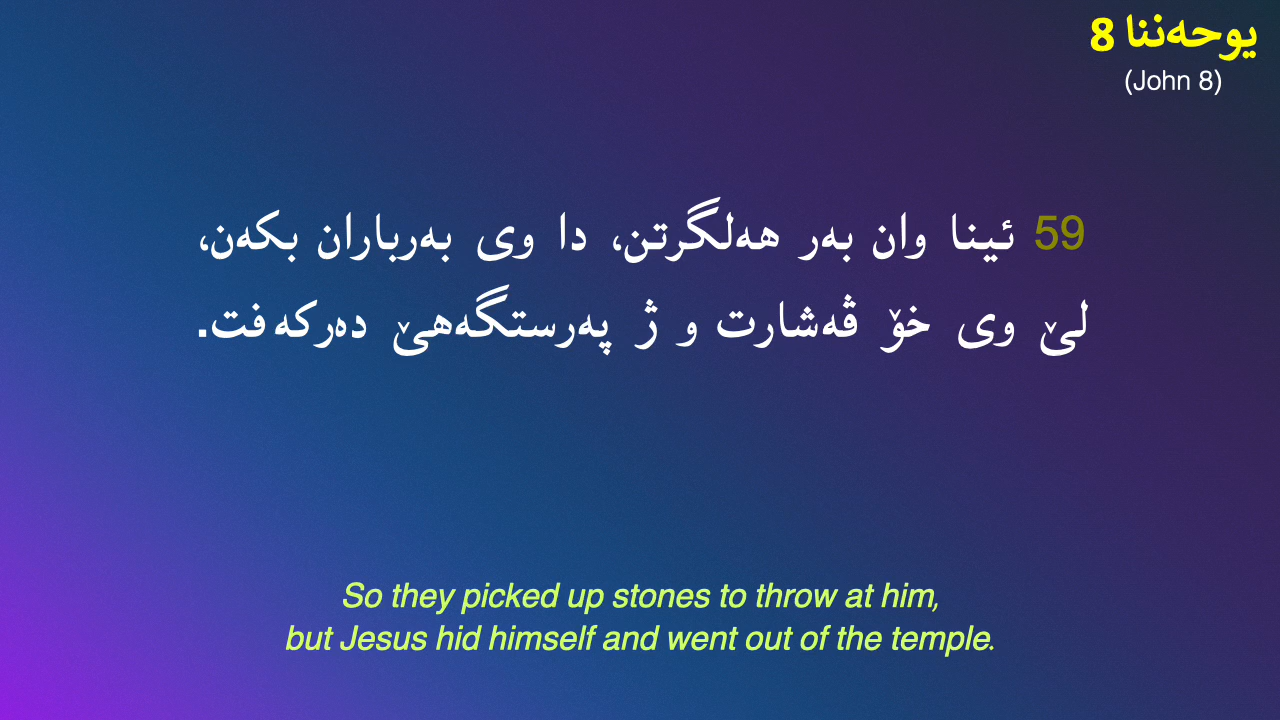 یوحەننا 8
(John 8)
59 ئینا وان بەر هەلگرتن، دا وی بەرباران بکەن،
لێ وی خۆ ڤەشارت و ژ پەرستگەهێ دەرکەفت.
So they picked up stones to throw at him,
but Jesus hid himself and went out of the temple.